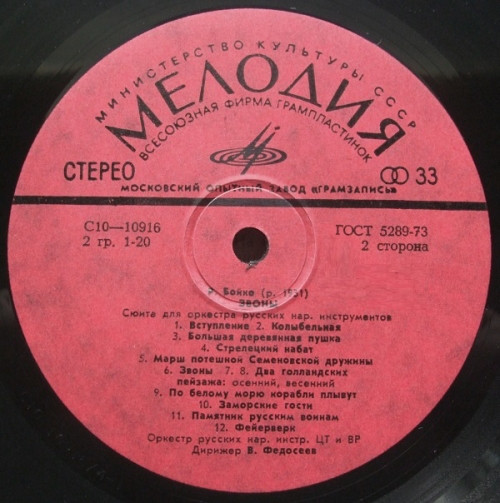 МИНИСТЕРСТВО КУЛЬТУРЫ СССР
МЕЛОДИЯ
ВСЕСОЮЗНАЯ ФИРМА ГРАМПЛАСТИНОК
СТЕРЕО
33
МОСКОВСКИЙ ОПЫТНЫЙ ЗАВОД «ГРАМЗАПИСЬ»
С10—10916
ГОСТ 5289-73
2 гр. 1-20
2 сторона
Р. Бойко (р. 1931)
ЗВОНЫ
Сюита для оркестра русских нар. инструментов
1. Вступление 2. Колыбельная
3. Большая деревянная пушка
4. Стрелецкий набат
5. Марш потешной Семеновской дружины
6. Звоны 7. 8. Два голландских
пейзажа: осенний, весенний
9. По белому морю корабли плывут
10. Заморские гости
11. Памятник русским воинам
12. Фейерверк
Оркестр русских нар. инстр. ЦТ и ВР
Дирижер В. Федосеев